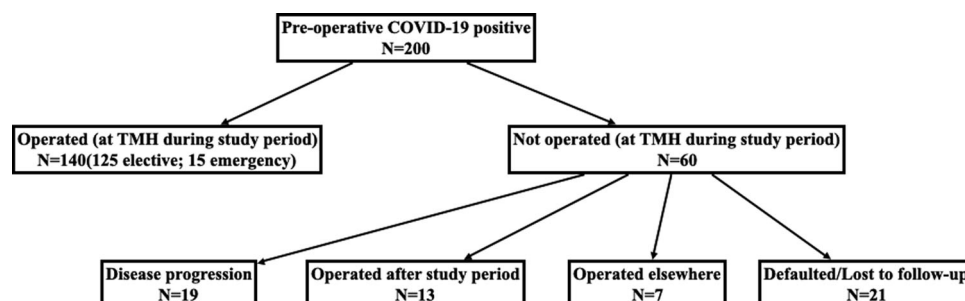 Pre-operative COVID-19 positive
N=200
Operated (at TMH during study period)
N=140(125 elective; 15 emergency)
Not operated (at TMH during study period)
N=60
Disease progression
N=19
Operated after study period
N=13
Operated elsewhere
N=7
Defaulted/Lost to follow-up
N=21